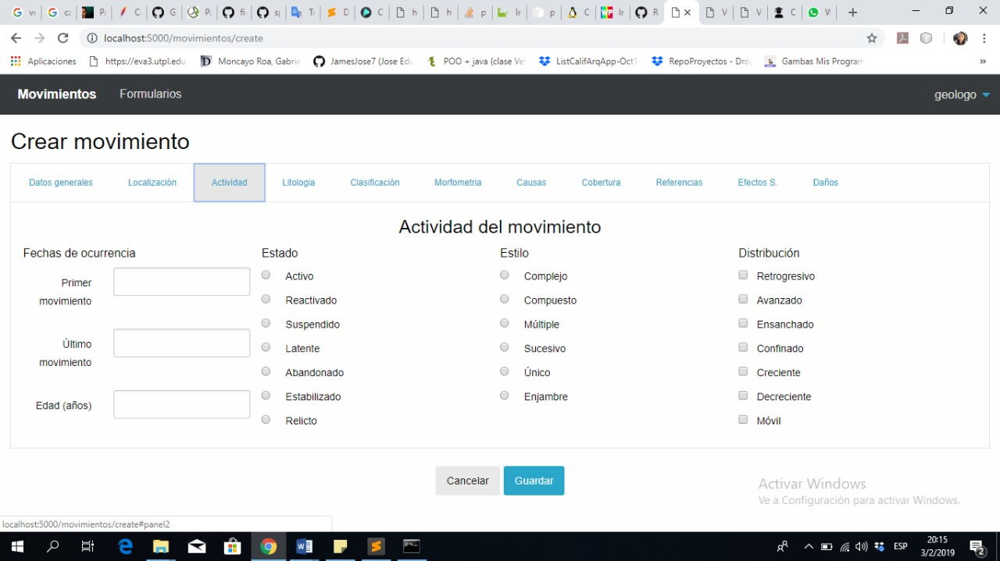 localhost:5000/movimientos/create
Aplicaciones https://eva3.utpl.edu. Moncayo Roa, Gabrie JamesJose7 (Jose Edu POO + java (clase Ve ListCalifArqApp-Oct1 RepoProyectos - Dro Gambas Mis Program »
Movimientos Formularios geologo
Crear movimiento
Datos generales Localización Actividad Litologia Clasificación Morfometria Causas Cobertura Referencias Efectos S. Daños
Actividad del movimiento
Fechas de ocurrencia Estado Estilo Distribución
Primer movimiento Activo Complejo Retrogresivo
Reactivado Compuesto Avanzado
Último movimiento Suspendido Múltiple Ensanchado
Latente Sucesivo Confinado
Abandonado Único Creciente
Edad (años) Estabilizado Enjambre Decreciente
Relicto Móvil
Cancelar Guardar
Activar Windows
Ve a Configuración para activar Windows.
localhost:5000/movimientos/create#panel2
ESP 20:15
3/2/2019 2